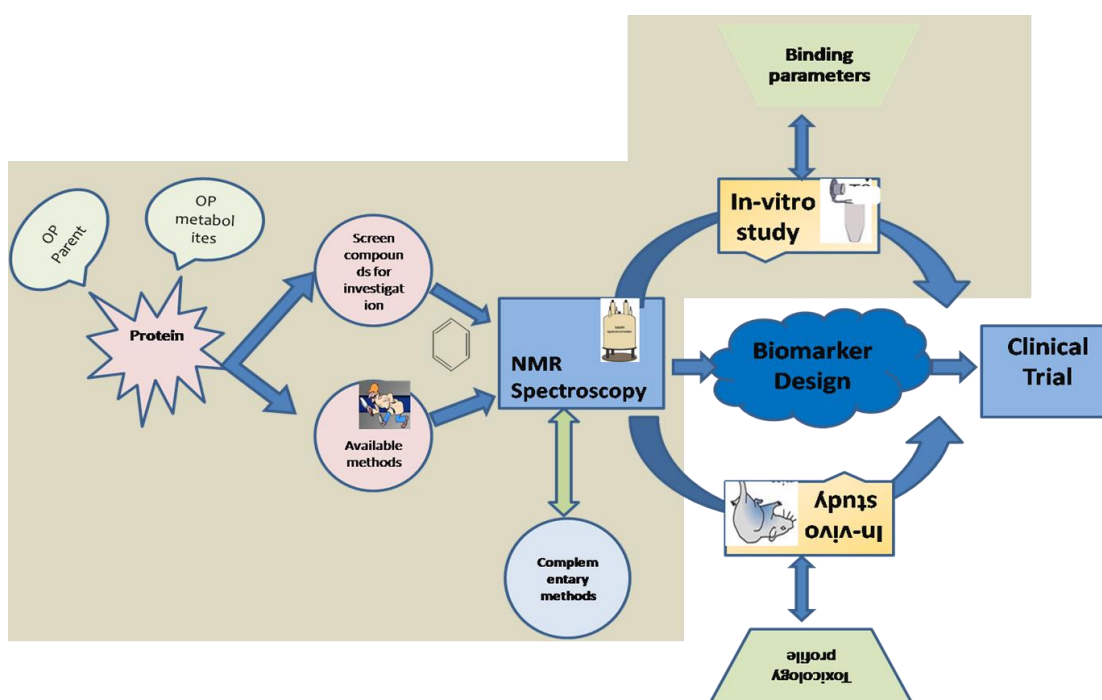 Binding
parameters
In-vitro
study
OP
Parent
OP
metabol
ites
Protein
Screen
compoun
ds for
investigat
ion
Available
methods
NMR
Spectroscopy
Complem
entary
methods
Biomarker
Design
Clinical
Trial
In-vivo
study
Toxicology
profile